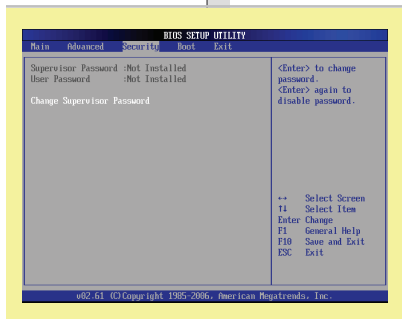 BIOS SETUP UTILITY
Main Advanced Security Boot Exit
Supervisor Password :Not Installed
User Password :Not Installed
Change Supervisor Password
<Enter> to change
password.
<Enter> again to
disable password.
↔ Select Screen
↑↓ Select Item
Enter Change
F1 General Help
F10 Save and Exit
ESC Exit
v02.61 (C)Copyright 1985-2006, American Megatrends, Inc.